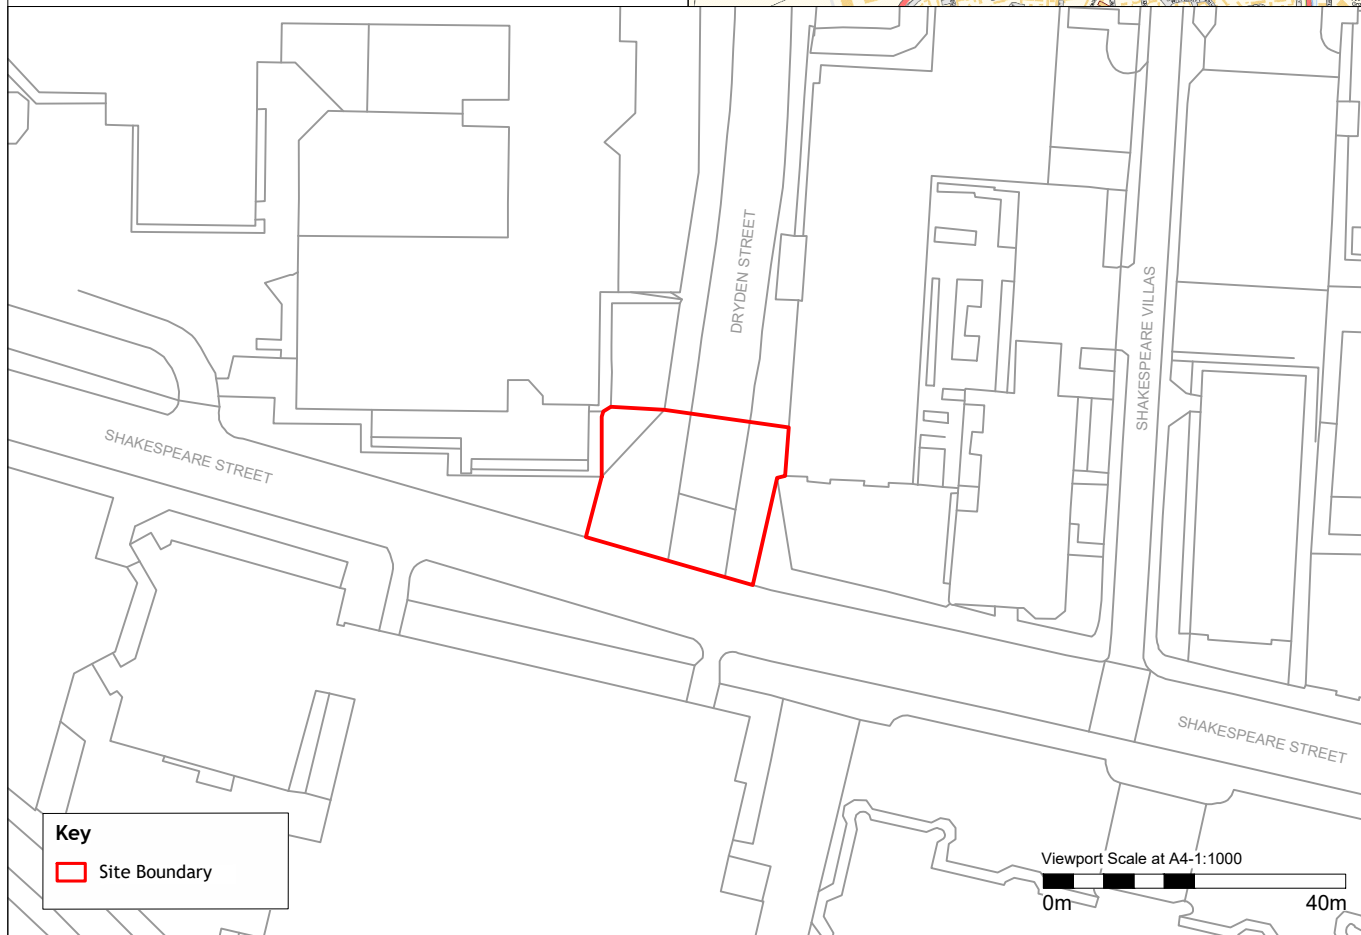 DRYDEN STREET
SHAKESPEARE VILLAS
SHAKESPEARE STREET
SHAKESPEARE STREET
Key
Site Boundary
Viewport Scale at A4-1:1000
0m 40m